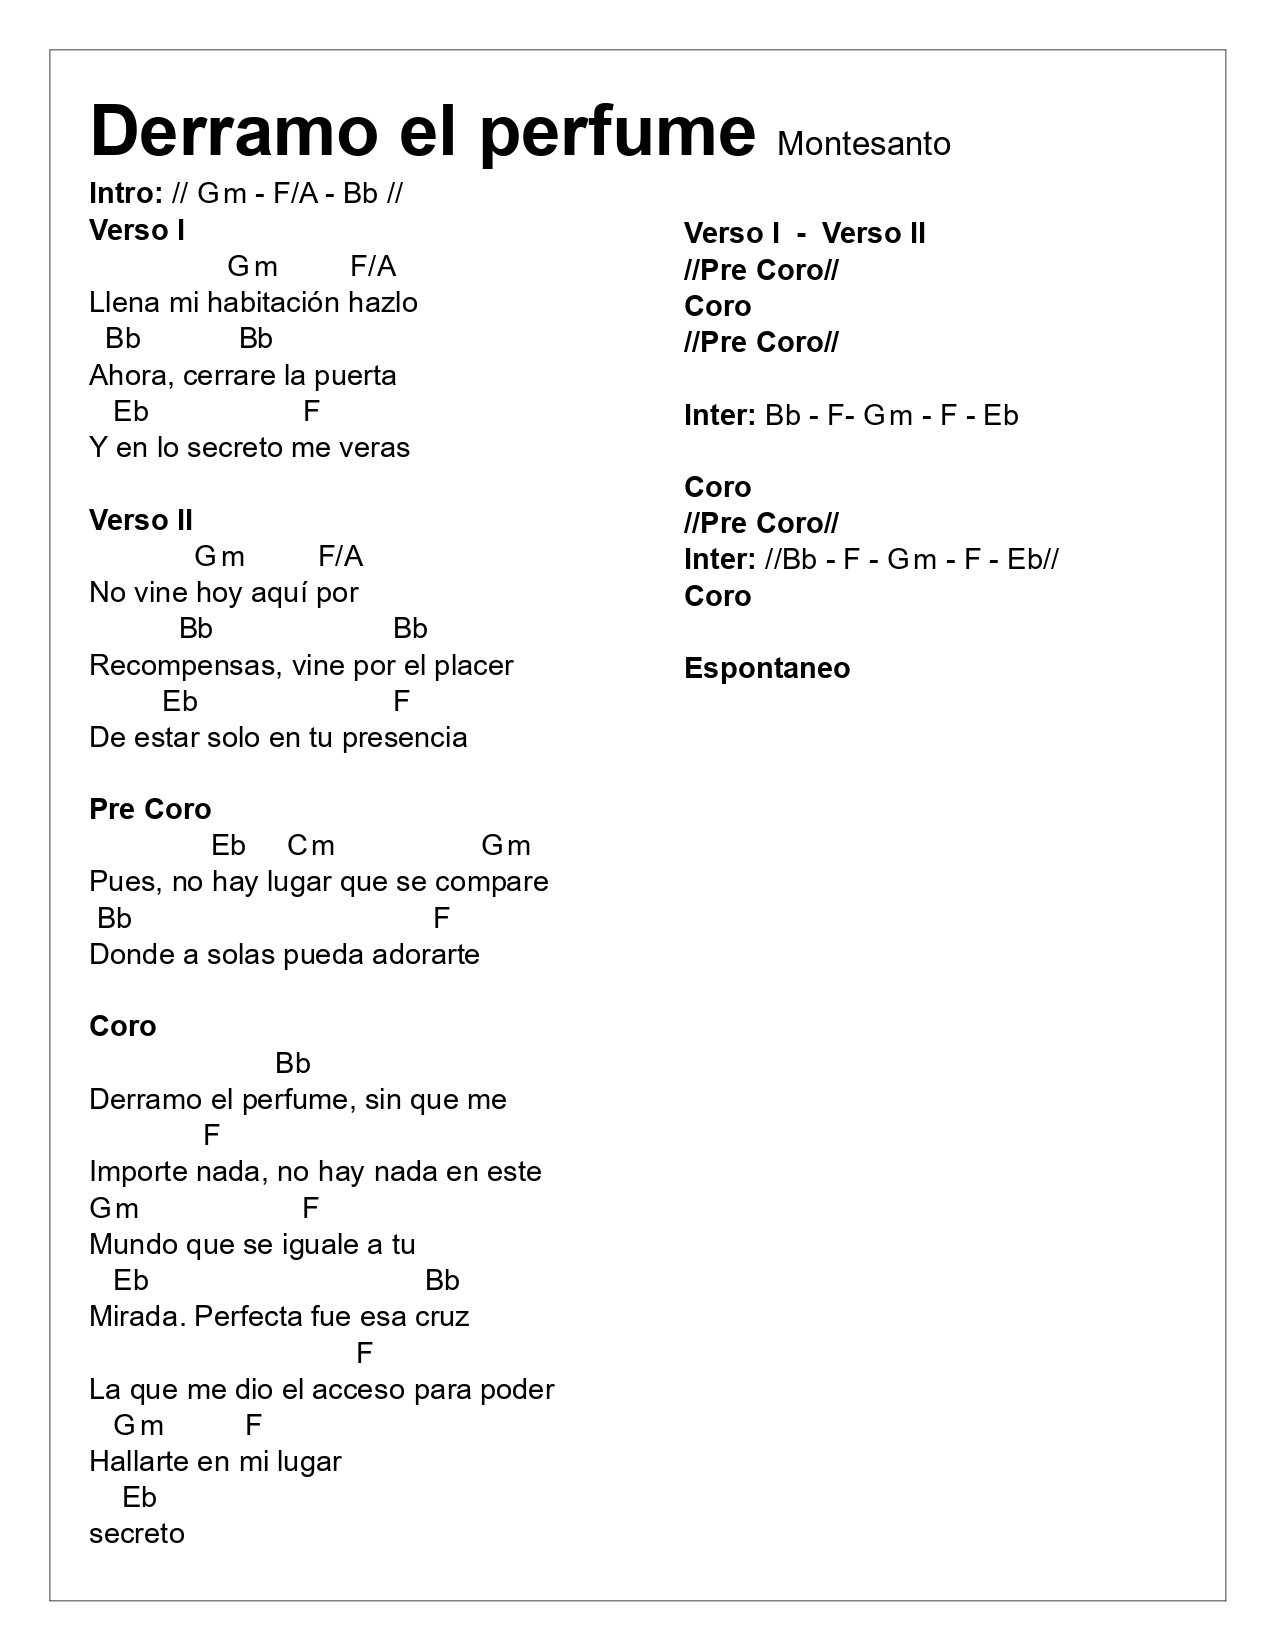 Derramo el perfume Montesanto
Intro: // Gm - F/A - Bb //
Verso I
Gm F/A
Llena mi habitación hazlo
Bb Bb
Ahora, cerrare la puerta
Eb F
Y en lo secreto me veras
Verso II
Gm F/A
No vine hoy aquí por
Bb Bb
Recompensas, vine por el placer
Eb F
De estar solo en tu presencia
Pre Coro
Eb Cm Gm
Pues, no hay lugar que se compare
Bb F
Donde a solas pueda adorarte
Coro
Bb
Derramo el perfume, sin que me
F
Importe nada, no hay nada en este
Gm F
Mundo que se iguale a tu
Eb Bb
Mirada. Perfecta fue esa cruz
F
La que me dio el acceso para poder
Gm F
Hallarte en mi lugar
Eb
secreto
Verso I - Verso II
//Pre Coro//
Coro
//Pre Coro//
Inter: Bb - F- Gm - F - Eb
Coro
//Pre Coro//
Inter: //Bb - F - Gm - F - Eb//
Coro
Espontaneo